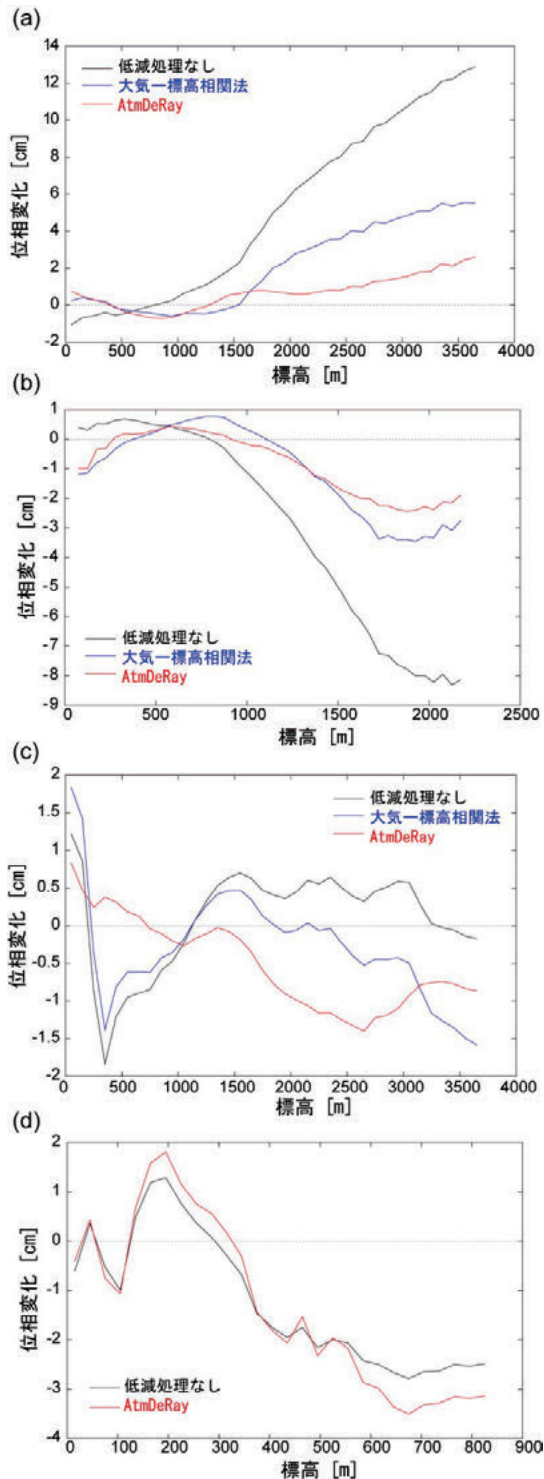 (a)
14
12
10
8
6
4
2
0
-2
位相変化 [cm]
低減処理なし
大気ー標高相関法
AtmDeRay
0 500 1000 1500 2000 2500 3000 3500 4000
標高 [m]
(b)
1
0
-1
-2
-3
-4
-5
-6
-7
-8
-9
位相変化 [cm]
低減処理なし
大気ー標高相関法
AtmDeRay
0 500 1000 1500 2000 2500
標高 [m]
(c)
2
1.5
1
0.5
0
-0.5
-1
-1.5
-2
位相変化 [cm]
低減処理なし
大気ー標高相関法
AtmDeRay
0 500 1000 1500 2000 2500 3000 3500 4000
標高 [m]
(d)
2
1
0
-1
-2
-3
-4
位相変化 [cm]
低減処理なし
AtmDeRay
0 100 200 300 400 500 600 700 800 900
標高 [m]